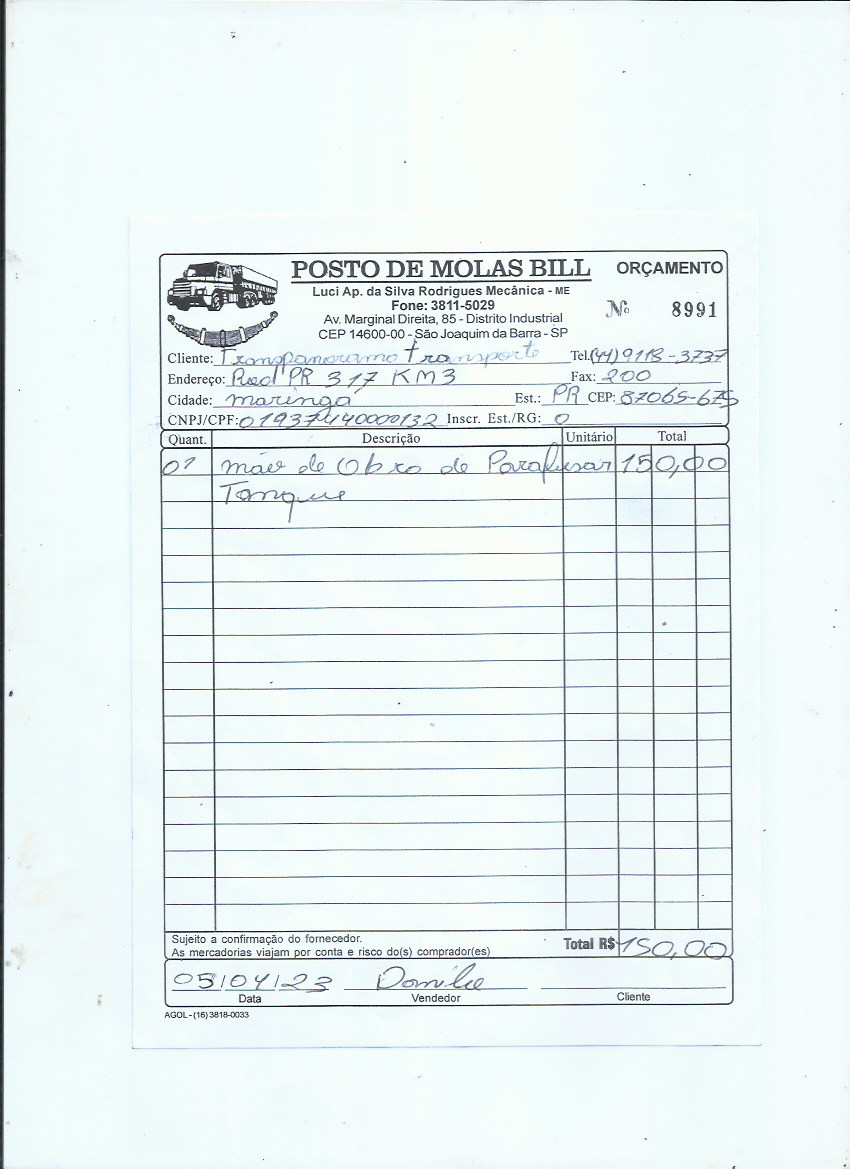 POSTO DE MOLAS BILL ORÇAMENTO
Luci Ap. da Silva Rodrigues Mecânica - ME
Fone: 3811-5029
Nº 8991
Av. Marginal Direita, 85 - Distrito Industrial
CEP 14600-00 - São Joaquim da Barra - SP
Cliente: Transpanorama Transporte Tel. (44) 9118-3737
Endereço: Rod PR 317 KM3 Fax: 200
Cidade: maringá Est.: PR CEP: 87065-675
CNPJ/CPF: 01937440000132 Inscr. Est./RG: 0
Quant. Descrição Unitário Total
01 mão de Obra de Parafusar 150,00
Tanque
Sujeito a confirmação do fornecedor.
As mercadorias viajam por conta e risco do(s) comprador(es)
Total R$ 150,00
05/04/23 Danilo
Data Vendedor Cliente
AGOL - (16) 3818-0033